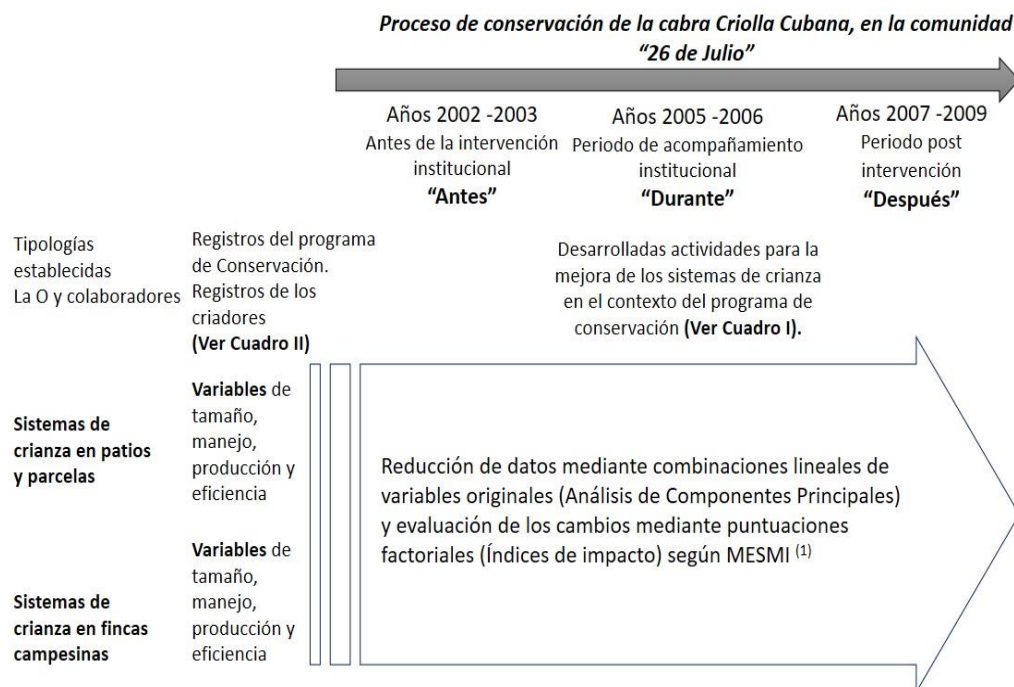 Proceso de conservación de la cabra Criolla Cubana, en la comunidad
“26 de Julio”
Años 2002 -2003
Antes de la intervención
institucional
“Antes”
Años 2005 -2006
Periodo de acompañamiento
institucional
“Durante”
Años 2007 -2009
Periodo post
intervención
“Después”
Tipologías
establecidas
La O y colaboradores
Registros del programa
de Conservación.
Registros de los
criadores
(Ver Cuadro II)
Desarrolladas actividades para la
mejora de los sistemas de crianza
en el contexto del programa de
conservación (Ver Cuadro I).
Sistemas de
crianza en patios
y parcelas
Variables de
tamaño,
manejo,
producción y
eficiencia
Reducción de datos mediante combinaciones lineales de
variables originales (Análisis de Componentes Principales)
y evaluación de los cambios mediante puntuaciones
factoriales (Índices de impacto) según MESMI (1)
Sistemas de
crianza en fincas
campesinas
Variables de
tamaño,
manejo,
producción y
eficiencia